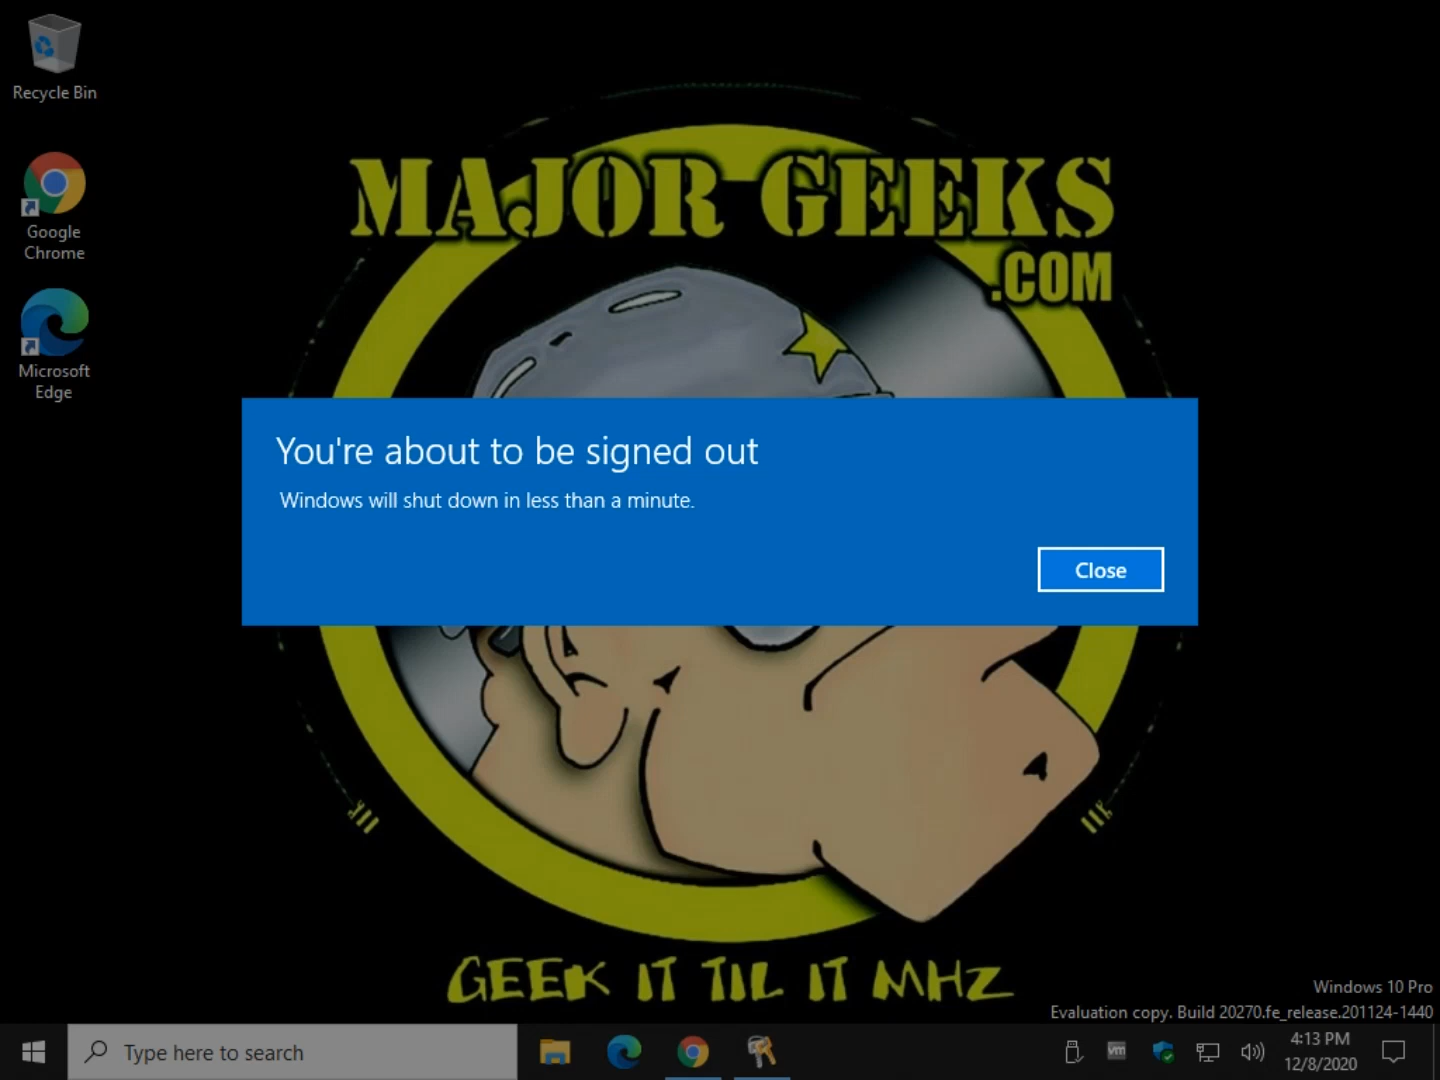 Recycle Bin
Google
Chrome
Microsoft
Edge
MAJOR GEEKS
.COM
You're about to be signed out
Windows will shut down in less than a minute.
Close
GEEK IT TIL IT MHZ
Windows 10 Pro
Evaluation copy. Build 20270.fe_release.201124-1440
Type here to search
vm
4:13 PM
12/8/2020